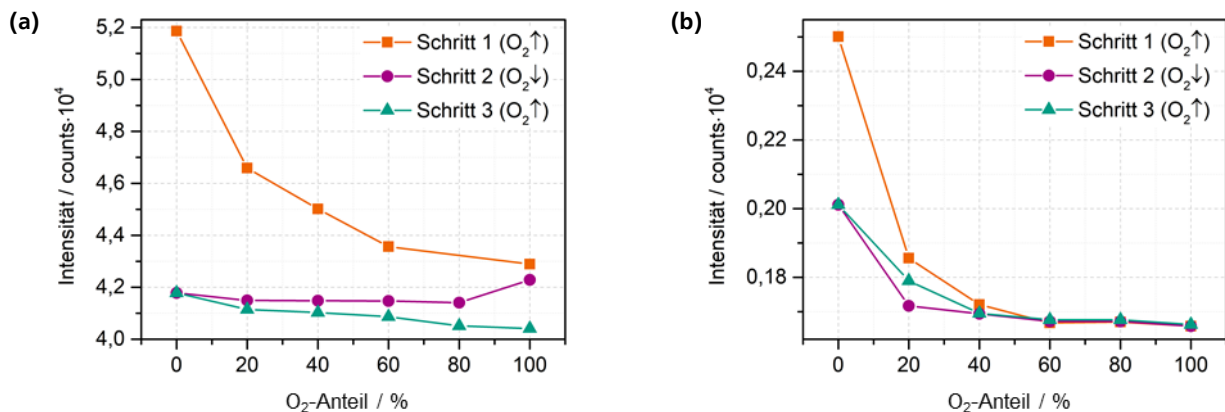 (a)
Intensität / counts·10⁴
5,2
5,0
4,8
4,6
4,4
4,2
4,0
Schritt 1 (O₂↑)
Schritt 2 (O₂↓)
Schritt 3 (O₂↑)
0 20 40 60 80 100
O₂-Anteil / %
(b)
Intensität / counts·10⁴
0,24
0,22
0,20
0,18
Schritt 1 (O₂↑)
Schritt 2 (O₂↓)
Schritt 3 (O₂↑)
0 20 40 60 80 100
O₂-Anteil / %